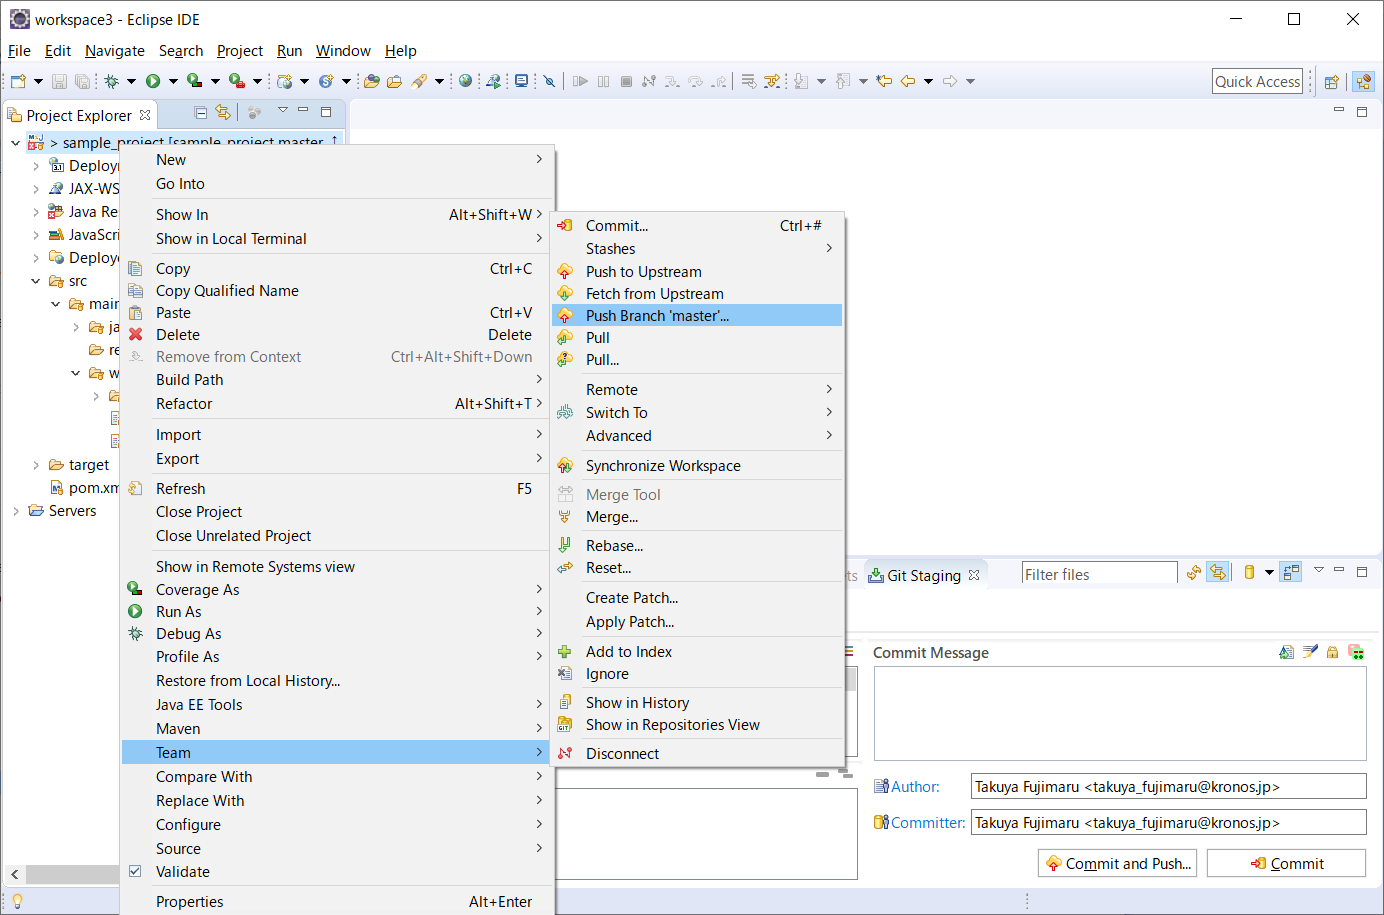 workspace3 - Eclipse IDE
File Edit Navigate Search Project Run Window Help
Quick Access
Project Explorer
> sample_project [sample_project master ↑
Deploy
JAX-WS
Java Re
JavaScri
Deploye
src
main
ja
re
w
target
pom.xm
Servers
New
Go Into
Show In Alt+Shift+W
Show in Local Terminal
Copy Ctrl+C
Copy Qualified Name
Paste Ctrl+V
Delete Delete
Remove from Context Ctrl+Alt+Shift+Down
Build Path
Refactor Alt+Shift+T
Import
Export
Refresh F5
Close Project
Close Unrelated Project
Show in Remote Systems view
Coverage As
Run As
Debug As
Profile As
Restore from Local History...
Java EE Tools
Maven
Team
Compare With
Replace With
Configure
Source
Validate
Properties Alt+Enter
Commit... Ctrl+#
Stashes
Push to Upstream
Fetch from Upstream
Push Branch 'master'...
Pull
Pull...
Remote
Switch To
Advanced
Synchronize Workspace
Merge Tool
Merge...
Rebase...
Reset...
Create Patch...
Apply Patch...
Add to Index
Ignore
Show in History
Show in Repositories View
Disconnect
ts
Git Staging
Filter files
Commit Message
Author: Takuya Fujimaru <takuya_fujimaru@kronos.jp>
Committer: Takuya Fujimaru <takuya_fujimaru@kronos.jp>
Commit and Push... Commit